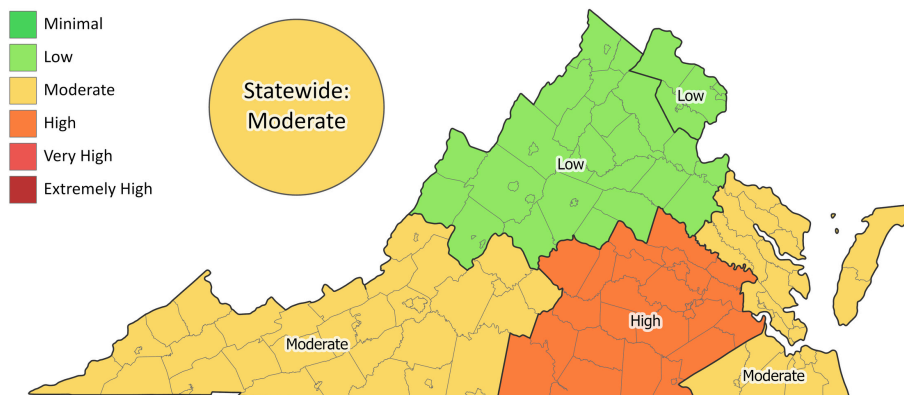 Minimal
Low
Moderate
High
Very High
Extremely High
Statewide:
Moderate
Low
Low
High
Moderate
Moderate